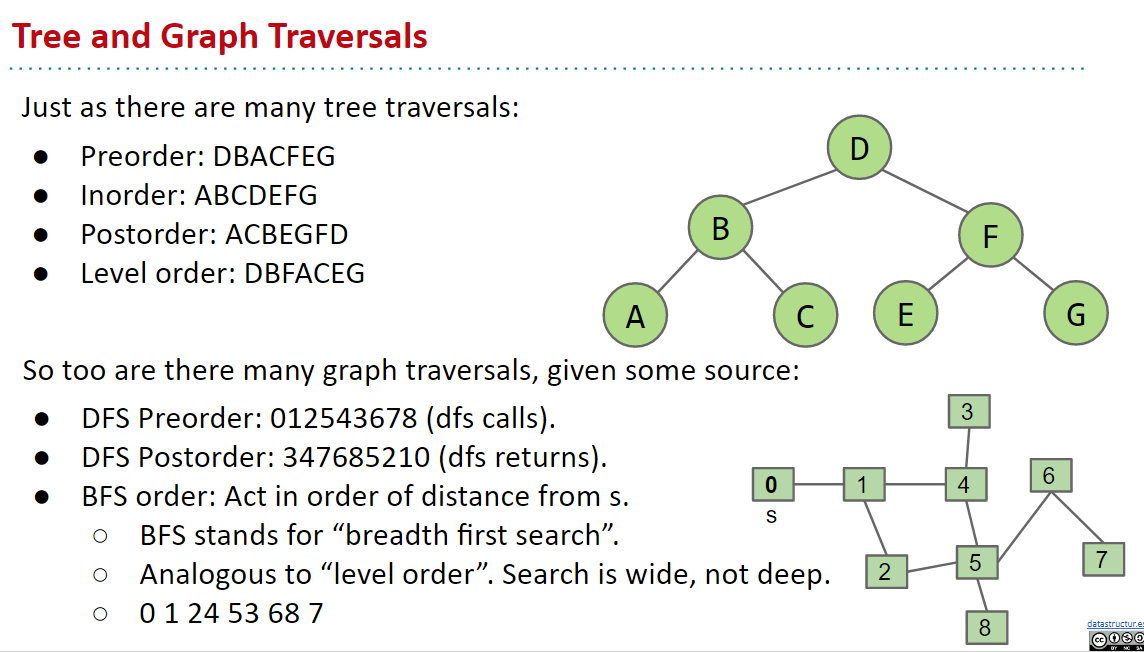 Tree and Graph Traversals
Just as there are many tree traversals:
● Preorder: DBACFEG
● Inorder: ABCDEFG
● Postorder: ACBEGFD
● Level order: DBFACEG
D
B
F
A
C
E
G
So too are there many graph traversals, given some source:
● DFS Preorder: 012543678 (dfs calls).
● DFS Postorder: 347685210 (dfs returns).
● BFS order: Act in order of distance from s.
○ BFS stands for “breadth first search”.
○ Analogous to “level order”. Search is wide, not deep.
○ 0 1 24 53 68 7
3
0
1
4
6
s
2
5
7
8
datastructur.es
cc
BY NC SA